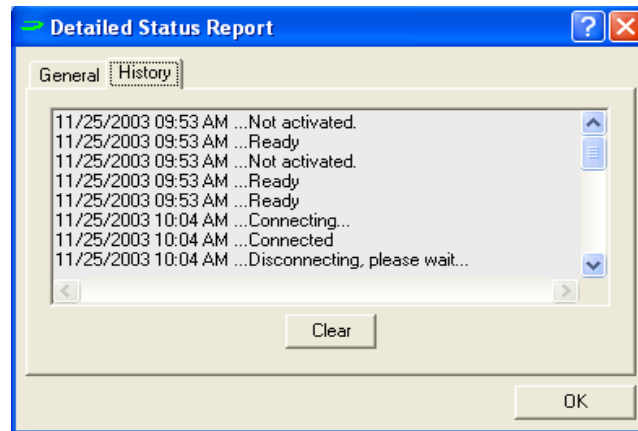 Detailed Status Report
General History
11/25/2003 09:53 AM ...Not activated.
11/25/2003 09:53 AM ...Ready
11/25/2003 09:53 AM ...Not activated.
11/25/2003 09:53 AM ...Ready
11/25/2003 09:53 AM ...Ready
11/25/2003 10:04 AM ...Connecting...
11/25/2003 10:04 AM ...Connected
11/25/2003 10:04 AM ...Disconnecting, please wait...
Clear
OK